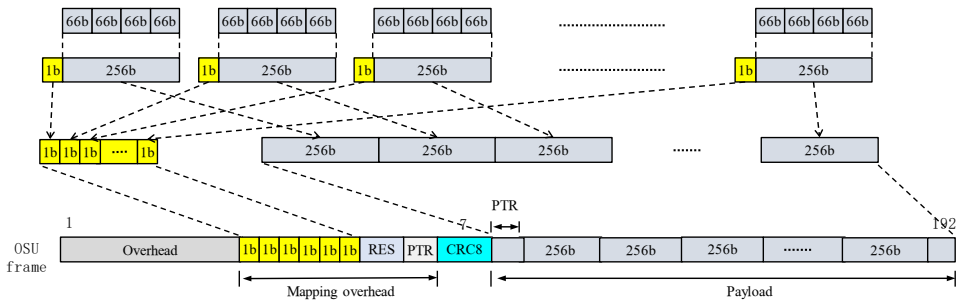 66b 66b 66b 66b 66b 66b 66b 66b 66b 66b 66b 66b 66b 66b 66b 66b
1b 256b 1b 256b 1b 256b 1b 256b
1b 1b 1b .... 1b 256b 256b 256b ...... 256b
PTR
1 7 192
OSU frame
Overhead 1b 1b 1b 1b 1b 1b RES PTR CRC8 256b 256b 256b ....... 256b
Mapping overhead Payload